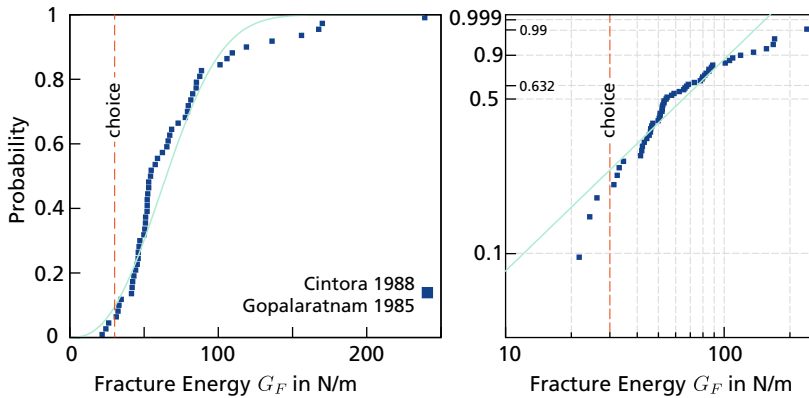 1
0.8
0.6
0.4
0.2
0
Probability
choice
Cintora 1988
Gopalaratnam 1985
0 100 200
Fracture Energy G_F in N/m
0.999
0.99
0.9
0.632
0.5
0.1
choice
10 100
Fracture Energy G_F in N/m